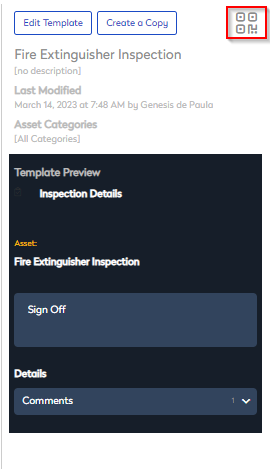 Edit Template
Create a Copy
Fire Extinguisher Inspection
[no description]
Last Modified
March 14, 2023 at 7:48 AM by Genesis de Paula
Asset Categories
[All Categories]
Template Preview
Inspection Details
Asset:
Fire Extinguisher Inspection
Sign Off
Details
Comments 1